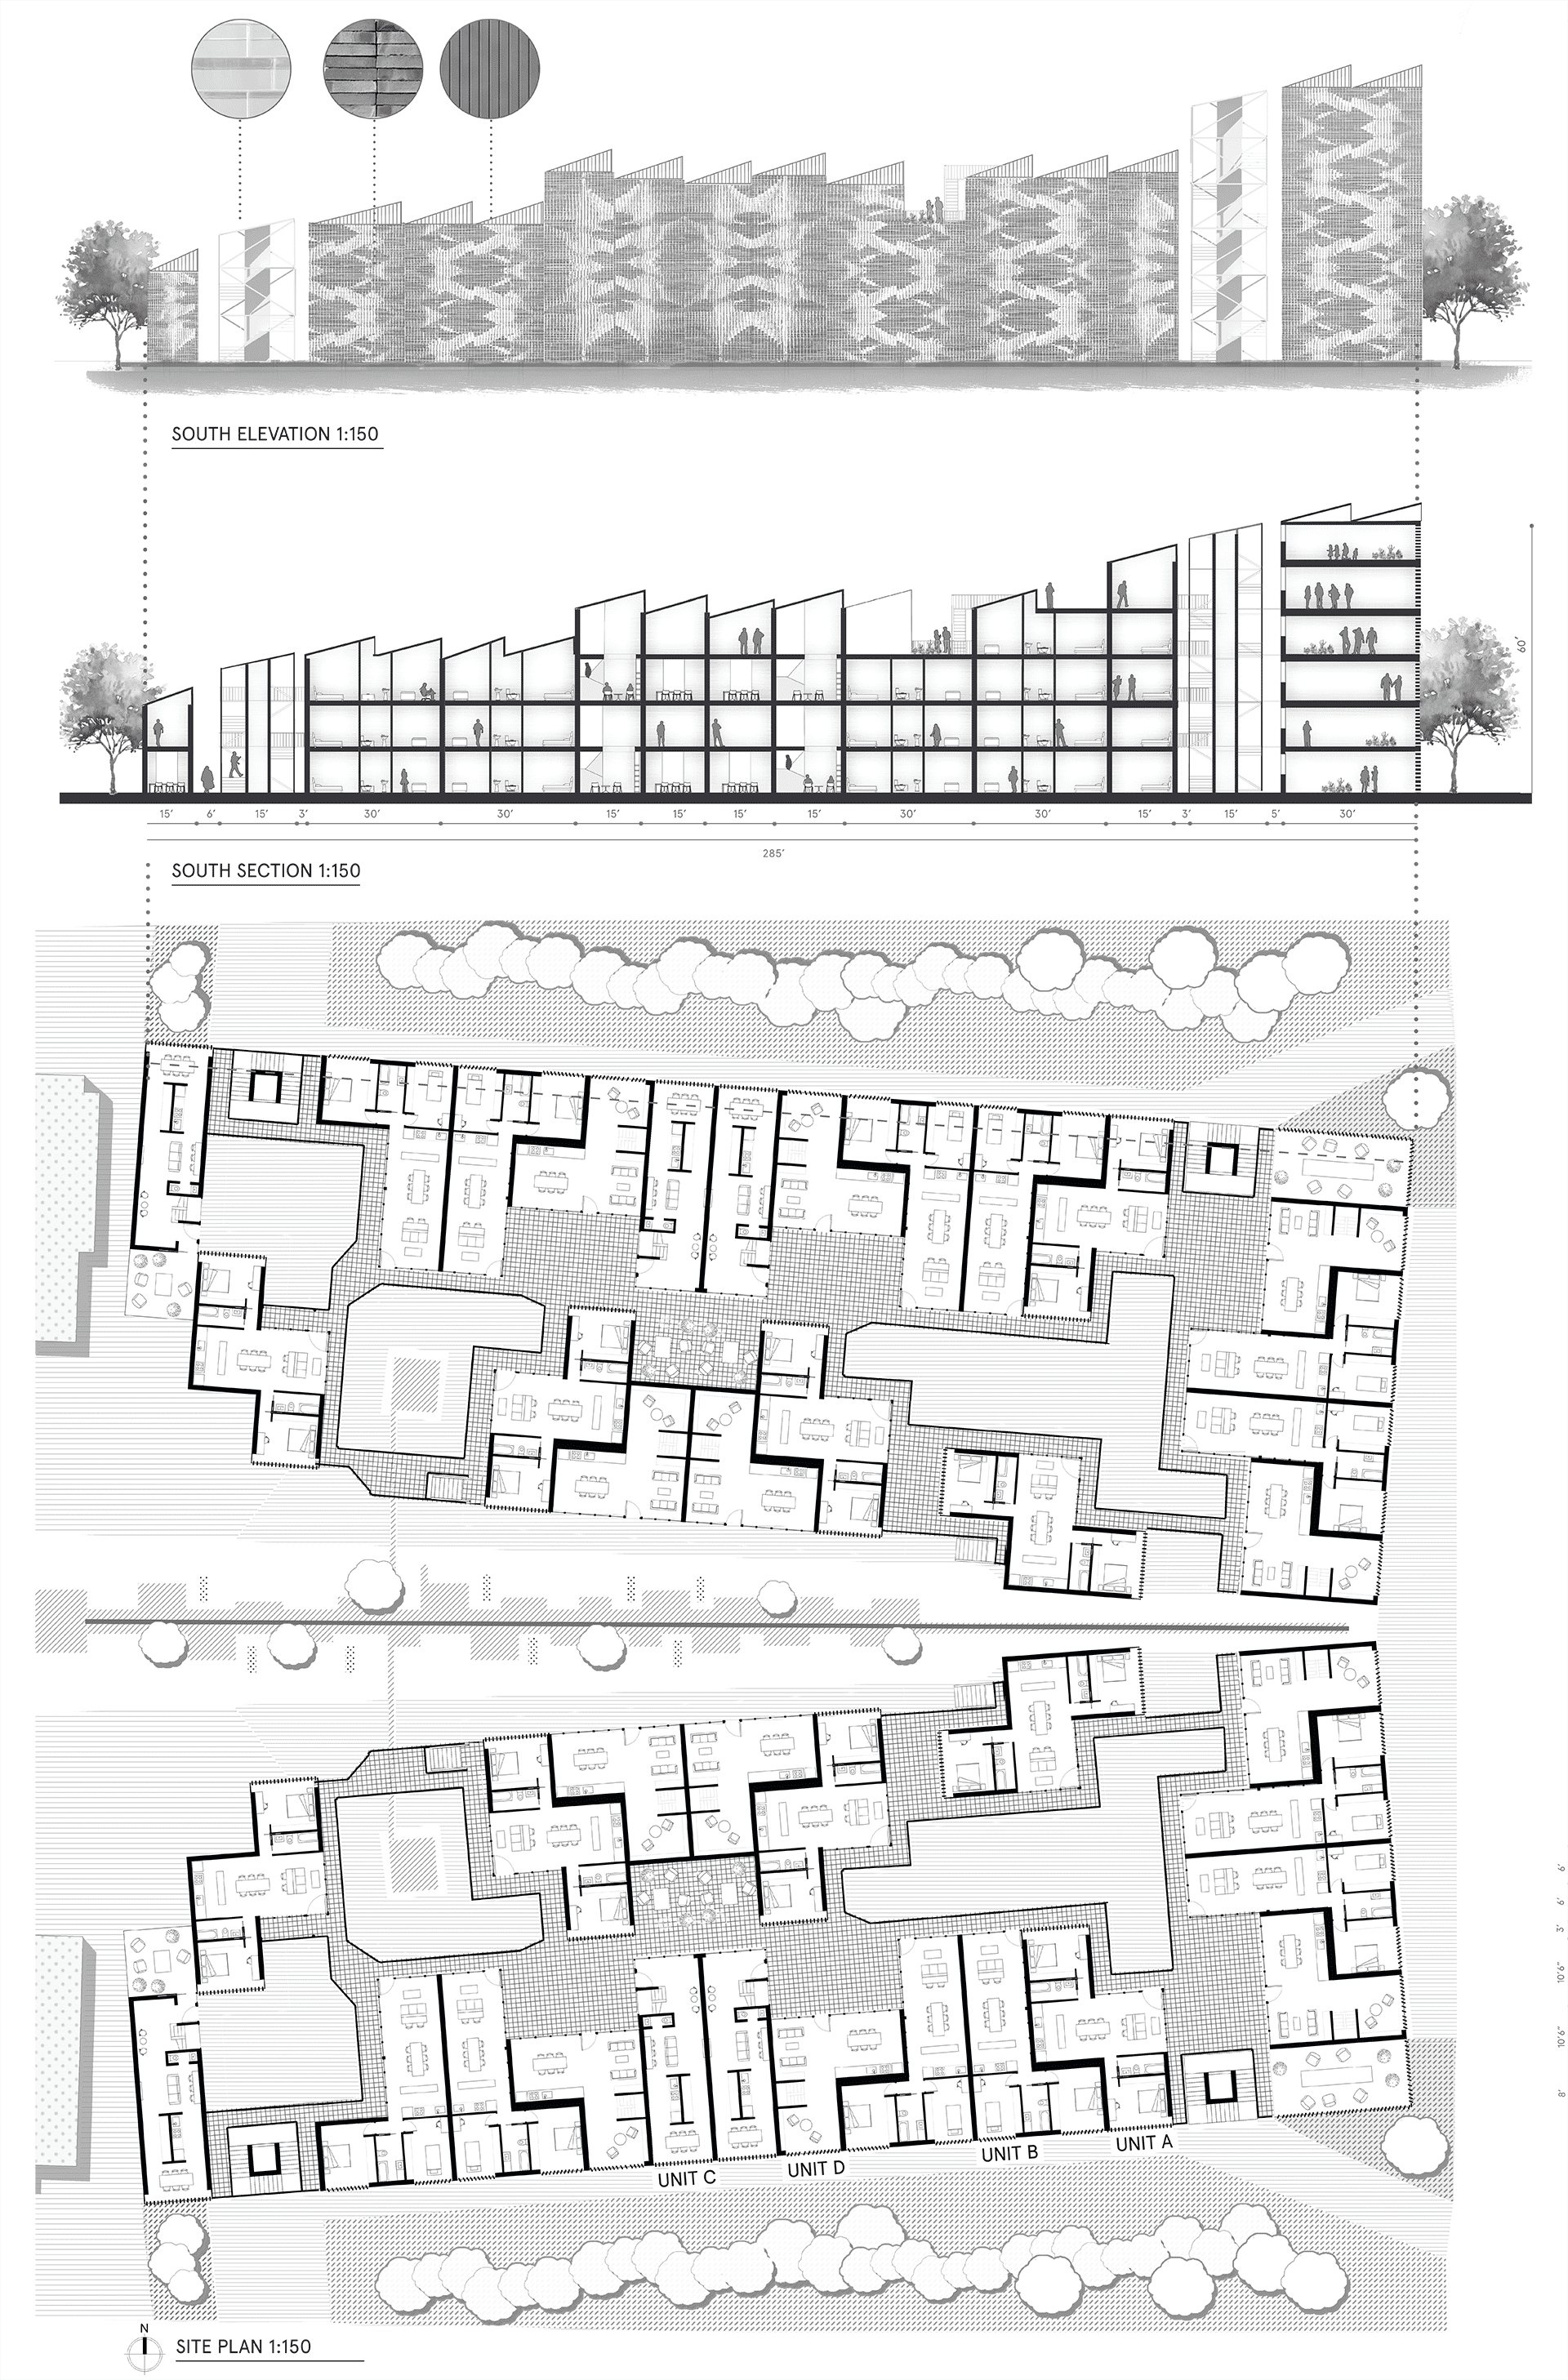 SOUTH ELEVATION 1:150
60’
15’ 6’ 15’ 3’ 30’ 30’ 15’ 15’ 15’ 15’ 30’ 30’ 15’ 3’ 15’ 5’ 30’
285’
SOUTH SECTION 1:150
6’
6’
3’
10’6”
10’6”
8’
UNIT C
UNIT D
UNIT B
UNIT A
N
SITE PLAN 1:150